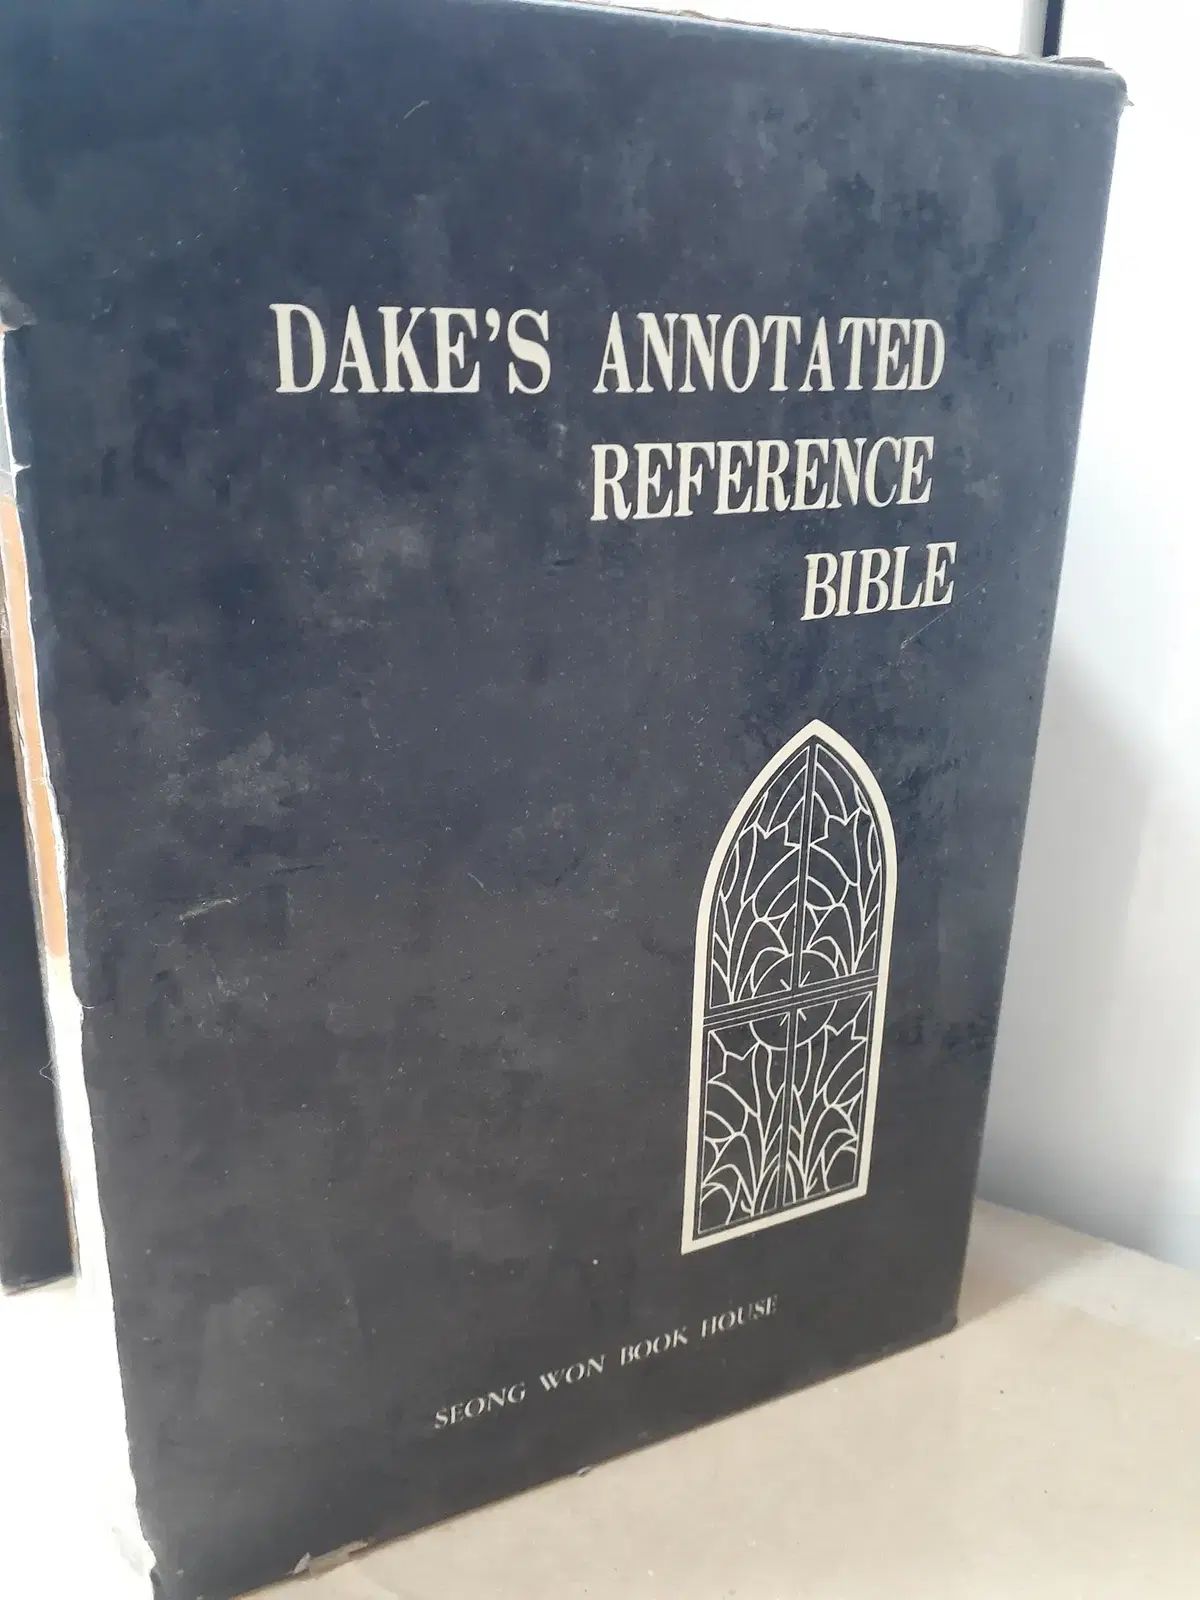 DAKE'S ANNOTATED
REFERENCE
BIBLE
SEONG WON BOOK HOUSE